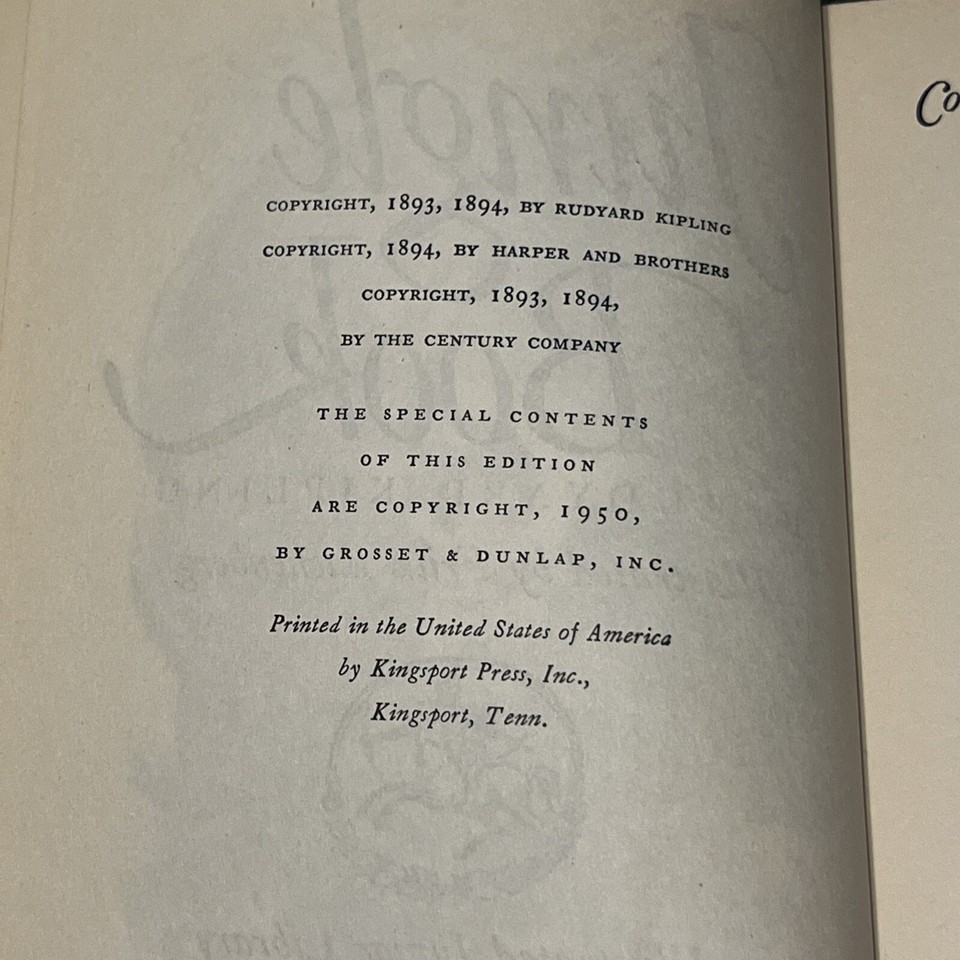 COPYRIGHT, 1893, 1894, BY RUDYARD KIPLING
COPYRIGHT, 1894, BY HARPER AND BROTHERS
COPYRIGHT, 1893, 1894,
BY THE CENTURY COMPANY
THE SPECIAL CONTENTS
OF THIS EDITION
ARE COPYRIGHT, 1950,
BY GROSSET & DUNLAP, INC.
Printed in the United States of America
by Kingsport Press, Inc.,
Kingsport, Tenn.
Co